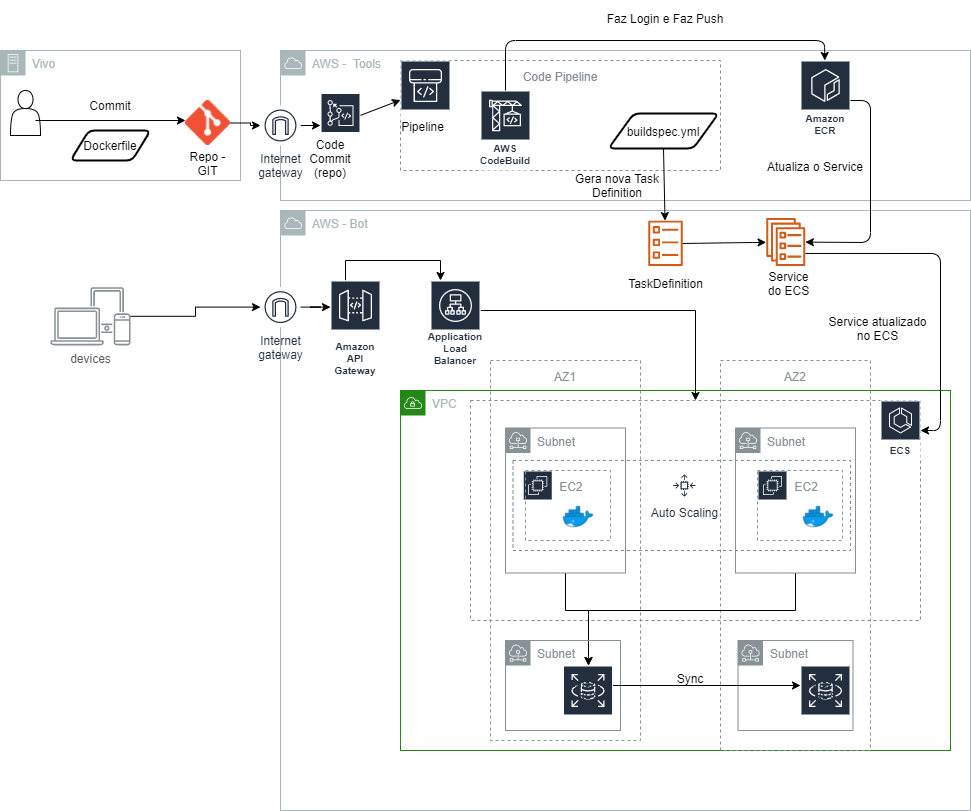 Faz Login e Faz Push
Vivo
AWS - Tools
Code Pipeline
Commit
Dockerfile
Repo -
GIT
Internet
gateway
Code
Commit
(repo)
Pipeline
AWS
CodeBuild
buildspec.yml
Amazon
ECR
Gera nova Task
Definition
Atualiza o Service
AWS - Bot
TaskDefinition
Service
do ECS
devices
Internet
gateway
Amazon
API
Gateway
Application
Load
Balancer
Service atualizado
no ECS
AZ1
AZ2
VPC
ECS
Subnet
Subnet
EC2
EC2
Auto Scaling
Subnet
Subnet
Sync